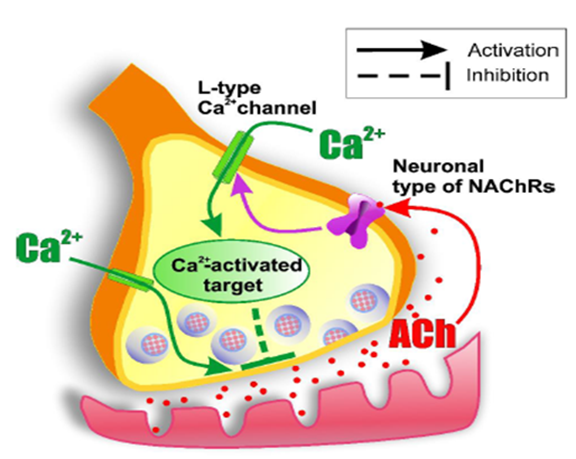 Activation
Inhibition
L-type
Ca²⁺channel
Ca²⁺
Neuronal
type of NAChRs
Ca²⁺
Ca²⁺-activated
target
ACh